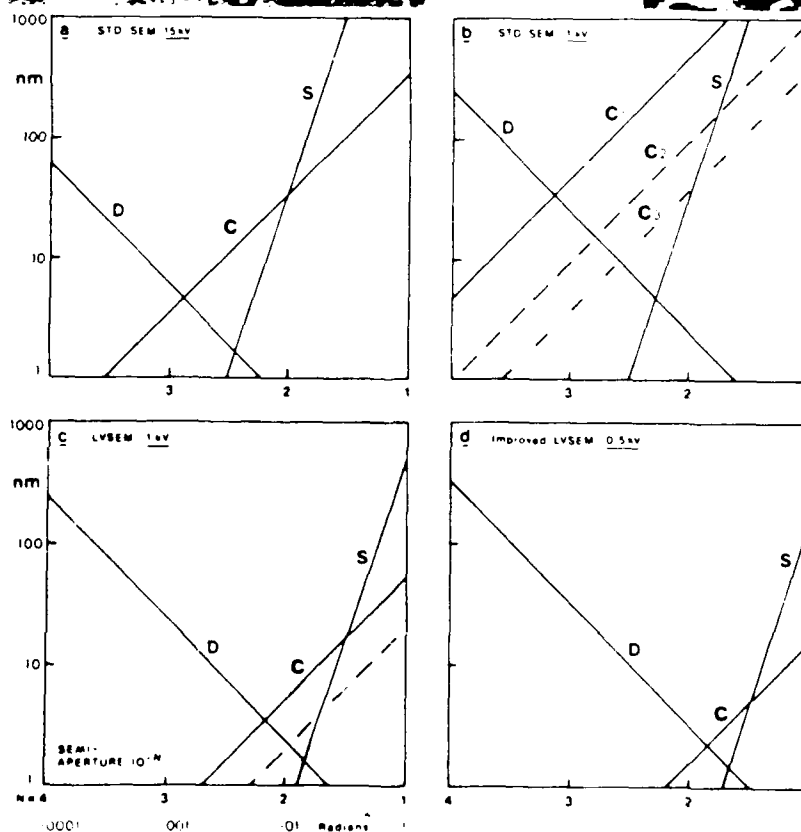 a STD SEM 15kV
1000
nm
100
10
1
S
D
C
3
2
1
b STD SEM 1kV
D
C1
S
C2
C3
3
2
c LVSEM 1kV
1000
nm
100
10
1
S
D
C
SEMI-
APERTURE 10-N
N= 4
3
2
1
.0001
.001
.01
Radians
d Improved LVSEM 0.5kV
S
D
C
4
3
2